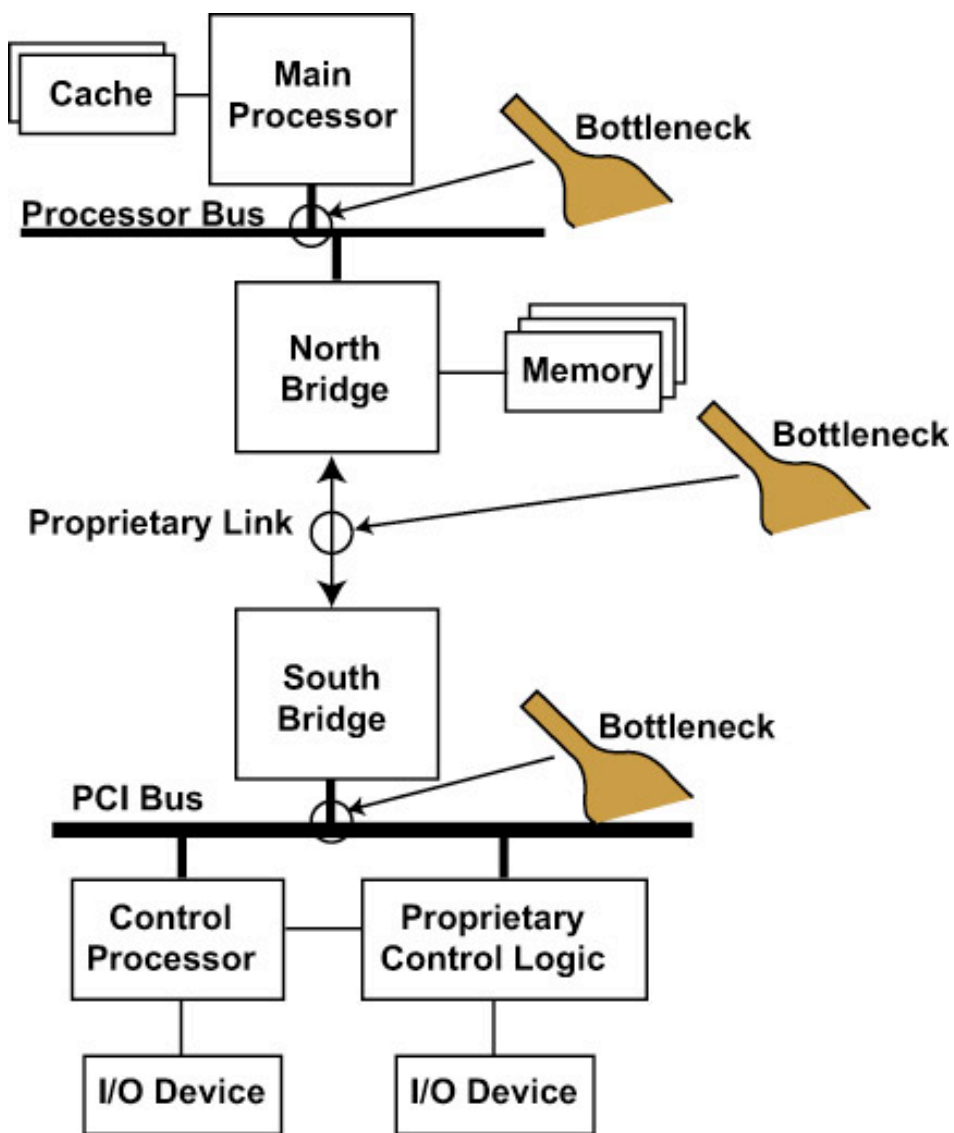 Cache
Main
Processor
Bottleneck
Processor Bus
North
Bridge
Memory
Bottleneck
Proprietary Link
South
Bridge
Bottleneck
PCI Bus
Control
Processor
Proprietary
Control Logic
I/O Device
I/O Device